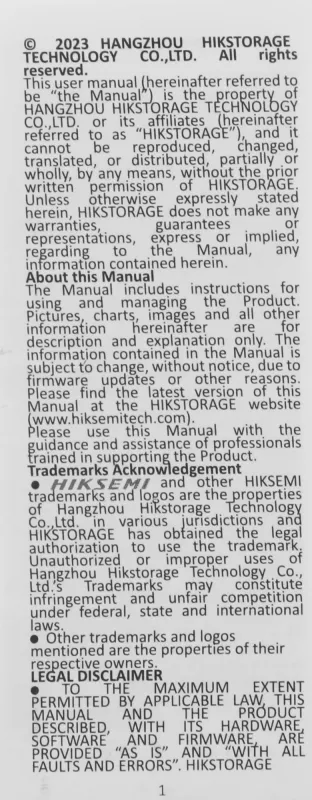 © 2023 HANGZHOU HIKSTORAGE
TECHNOLOGY CO.,LTD. All rights
reserved.
This user manual (hereinafter referred to
be "the Manual") is the property of
HANGZHOU HIKSTORAGE TECHNOLOGY
CO.,LTD. or its affiliates (hereinafter
referred to as "HIKSTORAGE"), and it
cannot be reproduced, changed,
translated, or distributed, partially or
wholly, by any means, without the prior
written permission of HIKSTORAGE.
Unless otherwise expressly stated
herein, HIKSTORAGE does not make any
warranties, guarantees or
representations, express or implied,
regarding to the Manual, any
information contained herein.
About this Manual
The Manual includes instructions for
using and managing the Product.
Pictures, charts, images and all other
information hereinafter are for
description and explanation only. The
information contained in the Manual is
subject to change, without notice, due to
firmware updates or other reasons.
Please find the latest version of this
Manual at the HIKSTORAGE website
(www.hiksemitech.com).
Please use this Manual with the
guidance and assistance of professionals
trained in supporting the Product.
Trademarks Acknowledgement
● HIKSEMI and other HIKSEMI
trademarks and logos are the properties
of Hangzhou Hikstorage Technology
Co.,Ltd. in various jurisdictions and
HIKSTORAGE has obtained the legal
authorization to use the trademark.
Unauthorized or improper uses of
Hangzhou Hikstorage Technology Co.,
Ltd.'s Trademarks may constitute
infringement and unfair competition
under federal, state and international
laws.
● Other trademarks and logos
mentioned are the properties of their
respective owners.
LEGAL DISCLAIMER
● TO THE MAXIMUM EXTENT
PERMITTED BY APPLICABLE LAW, THIS
MANUAL AND THE PRODUCT
DESCRIBED, WITH ITS HARDWARE,
SOFTWARE AND FIRMWARE, ARE
PROVIDED "AS IS" AND "WITH ALL
FAULTS AND ERRORS". HIKSTORAGE
1